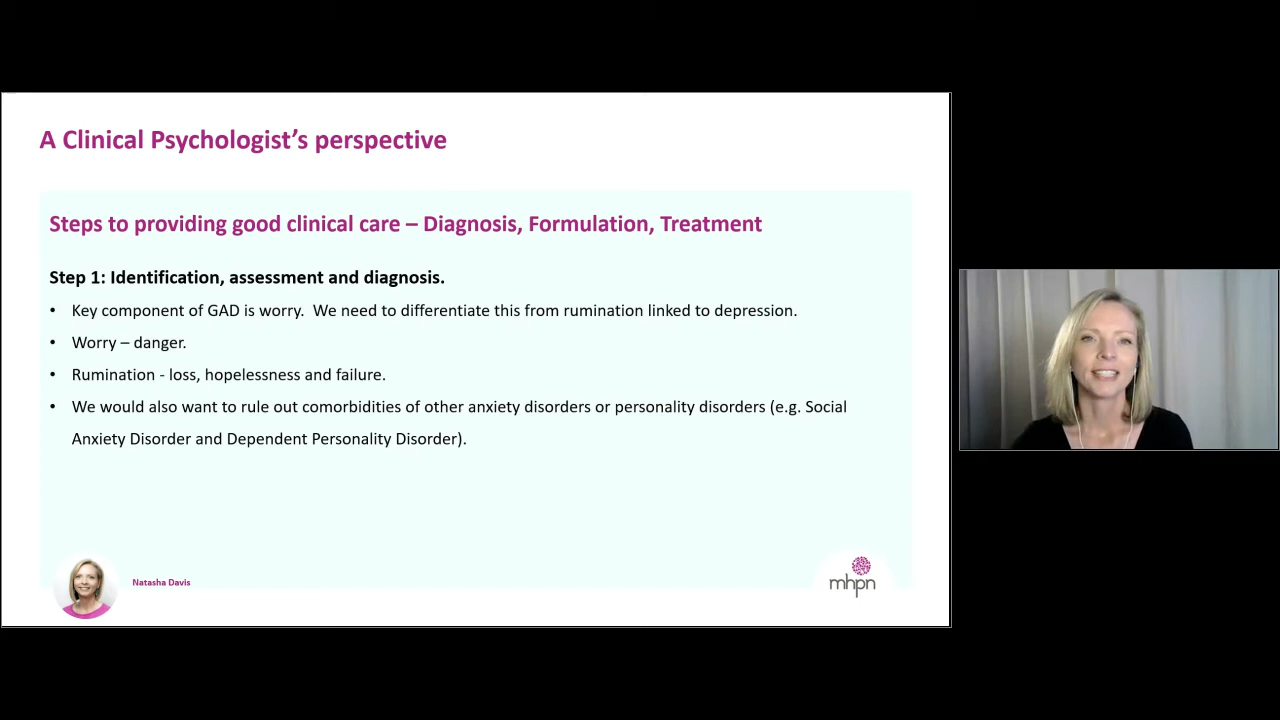 A Clinical Psychologist’s perspective
Steps to providing good clinical care – Diagnosis, Formulation, Treatment
Step 1: Identification, assessment and diagnosis.
• Key component of GAD is worry.  We need to differentiate this from rumination linked to depression.
• Worry – danger.
• Rumination - loss, hopelessness and failure.
• We would also want to rule out comorbidities of other anxiety disorders or personality disorders (e.g. Social
Anxiety Disorder and Dependent Personality Disorder).
Natasha Davis
mhpn